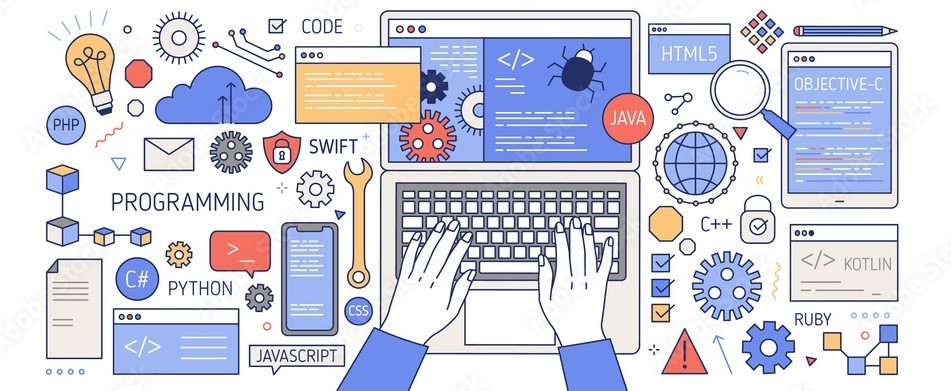 CODE
PHP
</>
JAVA
HTML5
OBJECTIVE-C
SWIFT
PROGRAMMING
C++
>_
C#
PYTHON
</> KOTLIN
CSS
RUBY
</>
JAVASCRIPT
!